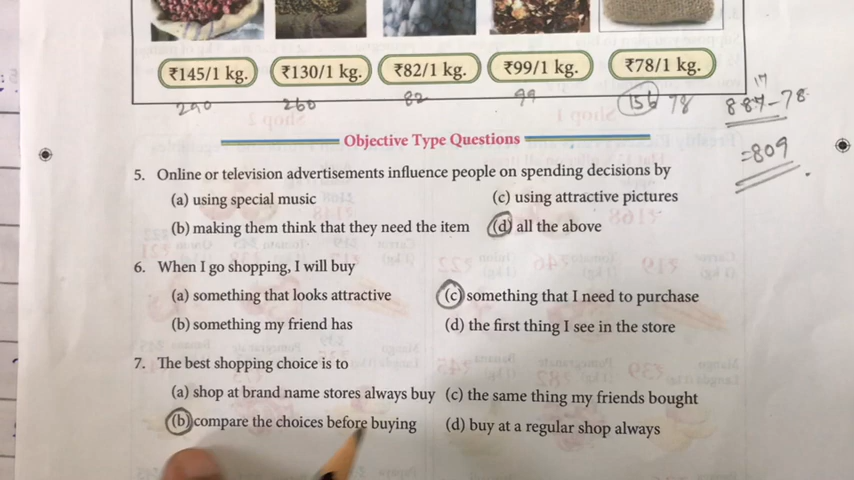 ₹145/1 kg. ₹130/1 kg. ₹82/1 kg. ₹99/1 kg. ₹78/1 kg.
290 260 82 99 156 78 887-78
17
=809
Objective Type Questions
5. Online or television advertisements influence people on spending decisions by
(a) using special music (c) using attractive pictures
(b) making them think that they need the item (d) all the above
6. When I go shopping, I will buy
(a) something that looks attractive (c) something that I need to purchase
(b) something my friend has (d) the first thing I see in the store
7. The best shopping choice is to
(a) shop at brand name stores always buy (c) the same thing my friends bought
(b) compare the choices before buying (d) buy at a regular shop always